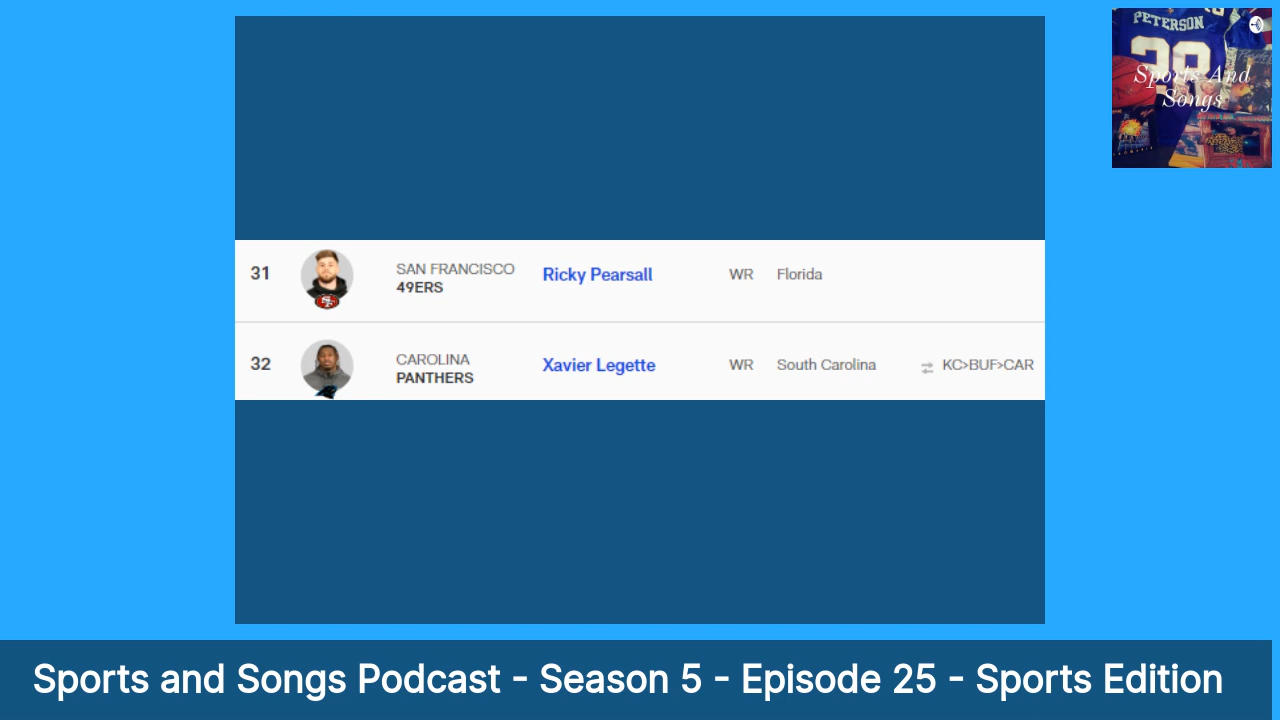 PETERSON
28
Sports And
Songs
31 SAN FRANCISCO Ricky Pearsall WR Florida
49ERS
32 CAROLINA Xavier Legette WR South Carolina KC>BUF>CAR
PANTHERS
Sports and Songs Podcast - Season 5 - Episode 25 - Sports Edition